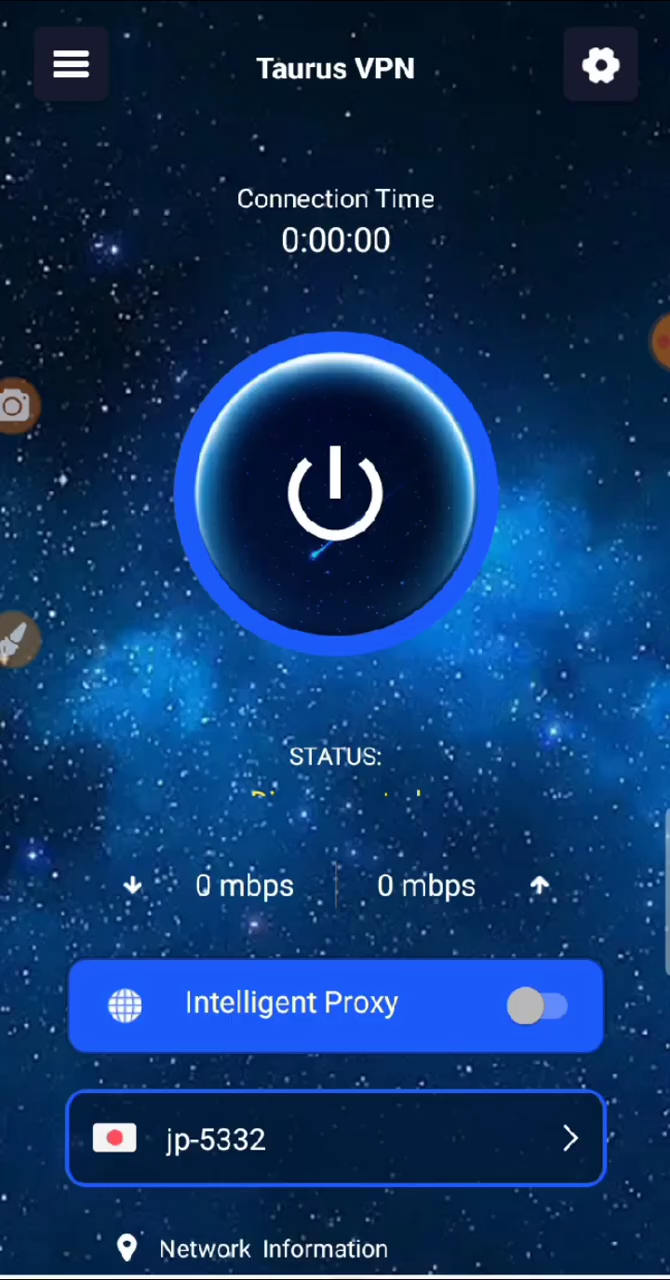 Taurus VPN
Connection Time
0:00:00
STATUS:
0 mbps
0 mbps
Intelligent Proxy
jp-5332
Network Information